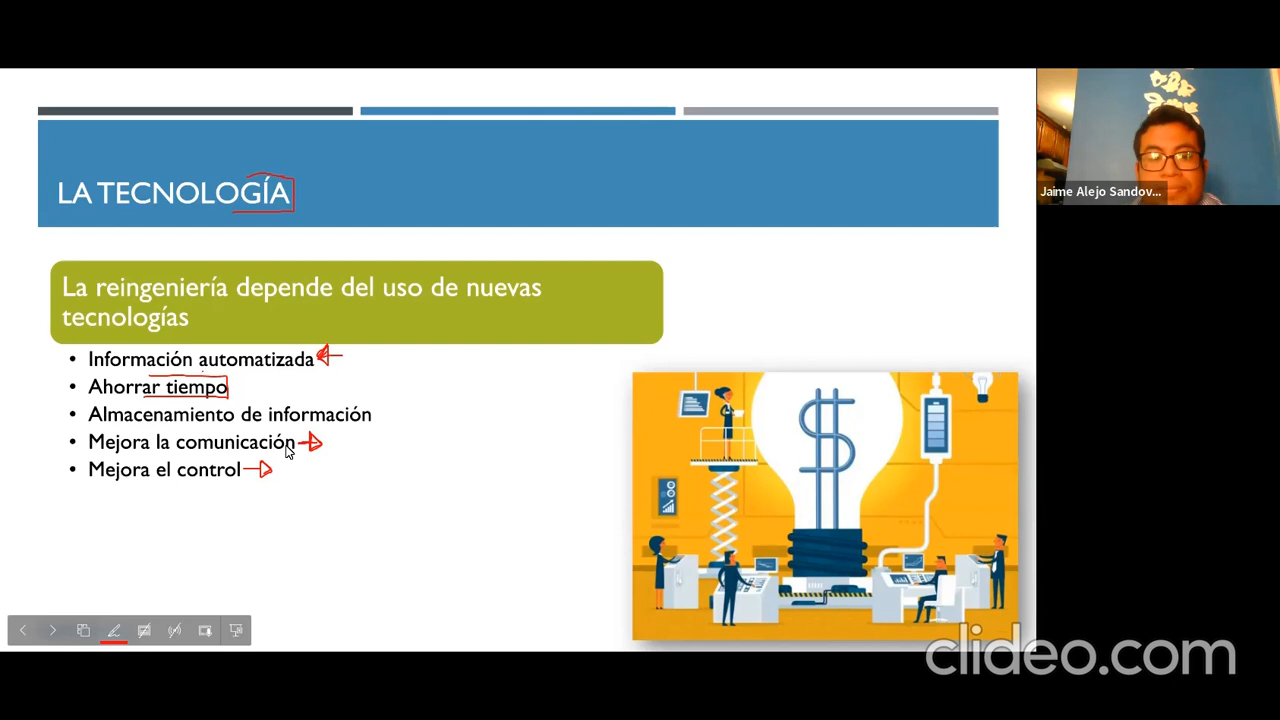 LA TECNOLOGÍA
Jaime Alejo Sandov...
La reingeniería depende del uso de nuevas
tecnologías
• Información automatizada
• Ahorrar tiempo
• Almacenamiento de información
• Mejora la comunicación
• Mejora el control
clideo.com